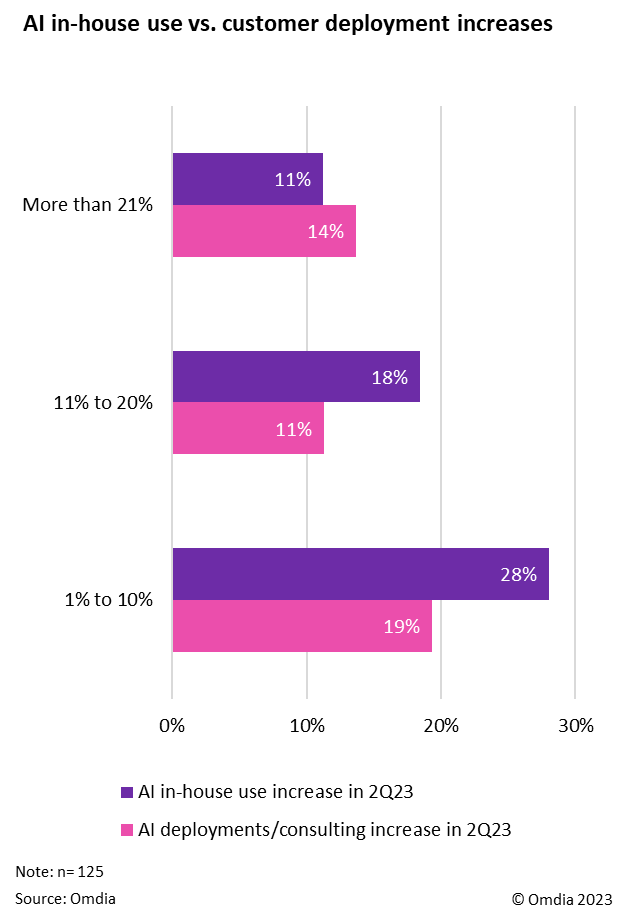 AI in-house use vs. customer deployment increases
More than 21%
11%
14%
11% to 20%
18%
11%
1% to 10%
28%
19%
0% 10% 20% 30%
AI in-house use increase in 2Q23
AI deployments/consulting increase in 2Q23
Note: n= 125
Source: Omdia
© Omdia 2023